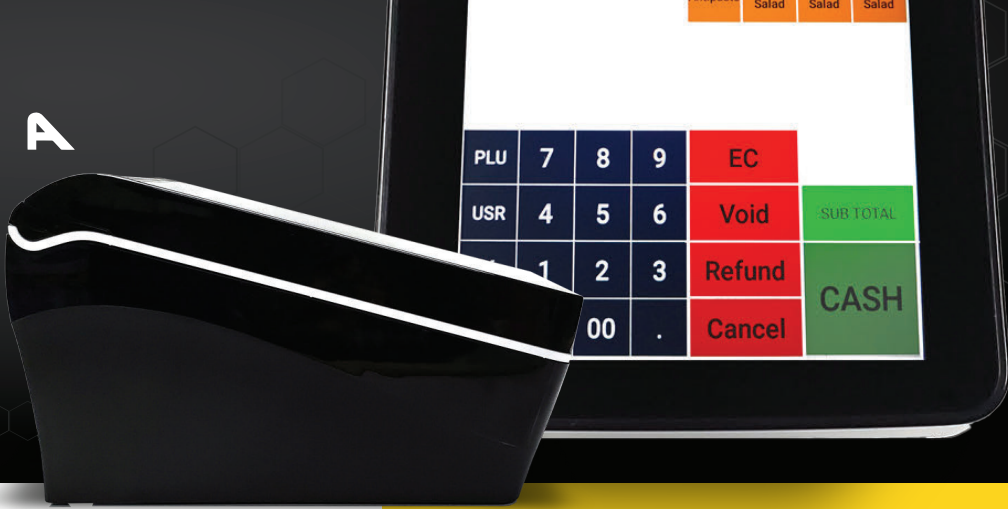 Salad Salad Salad
A
PLU 7 8 9 EC
USR 4 5 6 Void SUB TOTAL
1 2 3 Refund
CASH
00 . Cancel